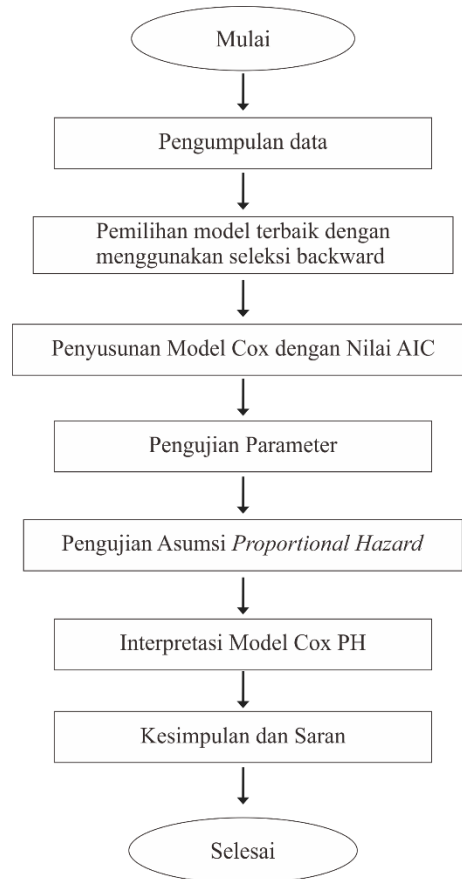 Mulai
Pengumpulan data
Pemilihan model terbaik dengan
menggunakan seleksi backward
Penyusunan Model Cox dengan Nilai AIC
Pengujian Parameter
Pengujian Asumsi Proportional Hazard
Interpretasi Model Cox PH
Kesimpulan dan Saran
Selesai